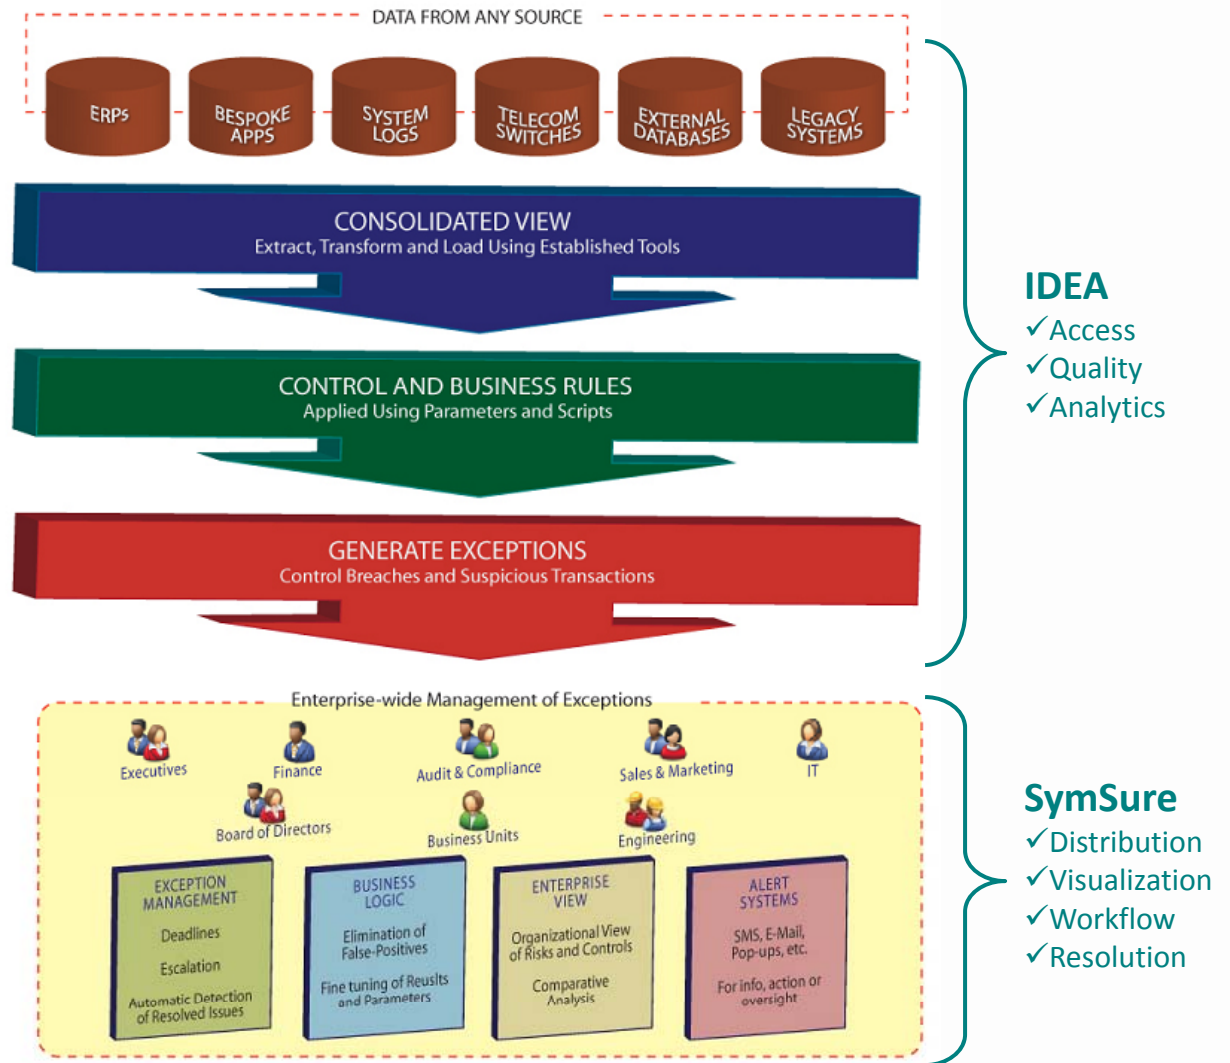 DATA FROM ANY SOURCE
ERPs
BESPOKE
APPS
SYSTEM
LOGS
TELECOM
SWITCHES
EXTERNAL
DATABASES
LEGACY
SYSTEMS
CONSOLIDATED VIEW
Extract, Transform and Load Using Established Tools
CONTROL AND BUSINESS RULES
Applied Using Parameters and Scripts
GENERATE EXCEPTIONS
Control Breaches and Suspicious Transactions
IDEA
✓Access
✓Quality
✓Analytics
Enterprise-wide Management of Exceptions
Executives
Finance
Audit & Compliance
Sales & Marketing
IT
Board of Directors
Business Units
Engineering
EXCEPTION
MANAGEMENT
Deadlines
Escalation
Automatic Detection
of Resolved Issues
BUSINESS
LOGIC
Elimination of
False-Positives
Fine tuning of Reuslts
and Parameters
ENTERPRISE
VIEW
Organizational View
of Risks and Controls
Comparative
Analysis
ALERT
SYSTEMS
SMS, E-Mail,
Pop-ups, etc.
For info, action or
oversight
SymSure
✓Distribution
✓Visualization
✓Workflow
✓Resolution